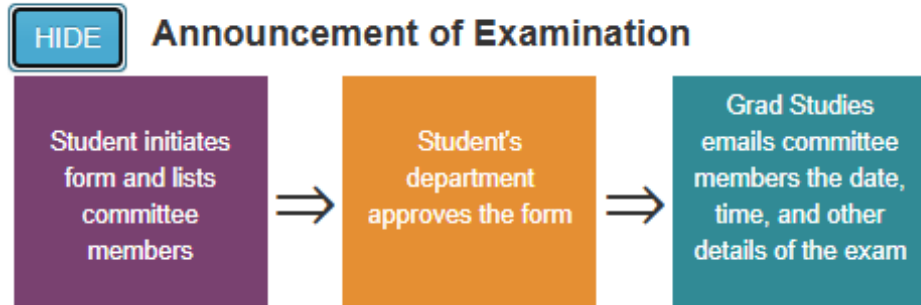 HIDE Announcement of Examination
Student initiates
form and lists
committee
members
⇒
Student's
department
approves the form
⇒
Grad Studies
emails committee
members the date,
time, and other
details of the exam